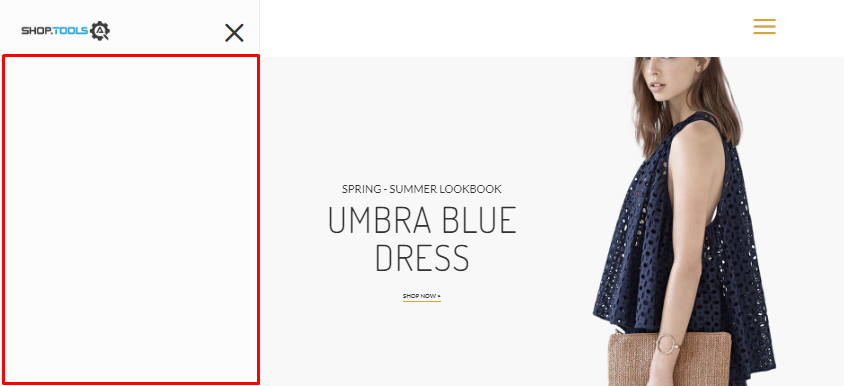 SHOP.TOOLS
SPRING - SUMMER LOOKBOOK
UMBRA BLUE
DRESS
SHOP NOW +